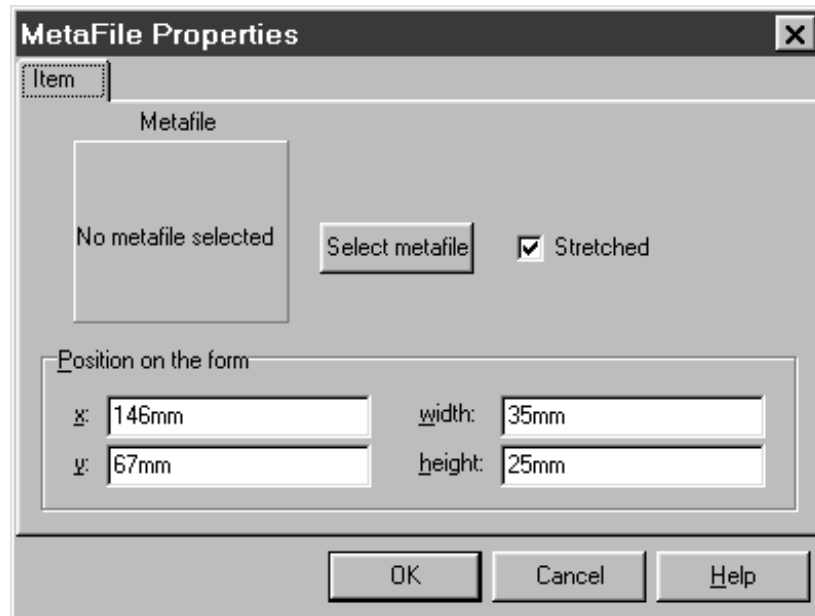 MetaFile Properties
Item
Metafile
No metafile selected
Select metafile
Stretched
Position on the form
x: 146mm width: 35mm
y: 67mm height: 25mm
OK Cancel Help